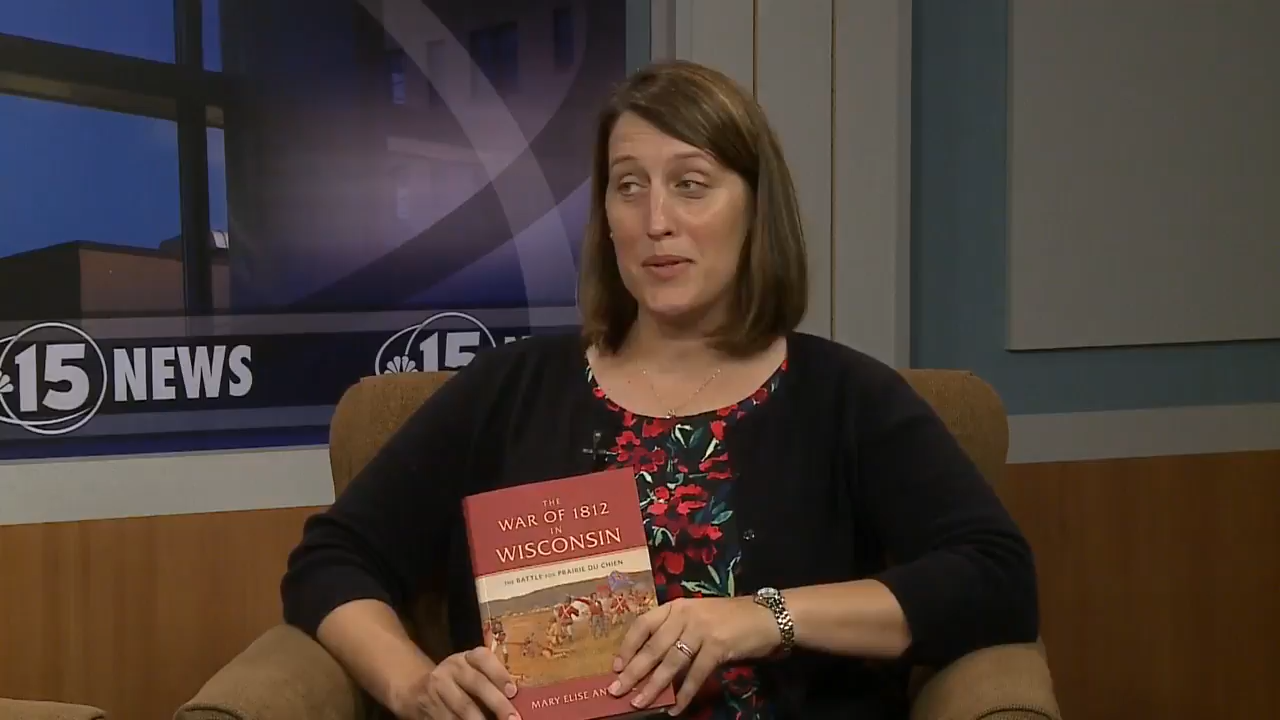 15 NEWS
15 N
THE
WAR OF 1812
IN
WISCONSIN
THE BATTLE FOR PRAIRIE DU CHIEN
MARY ELISE AN